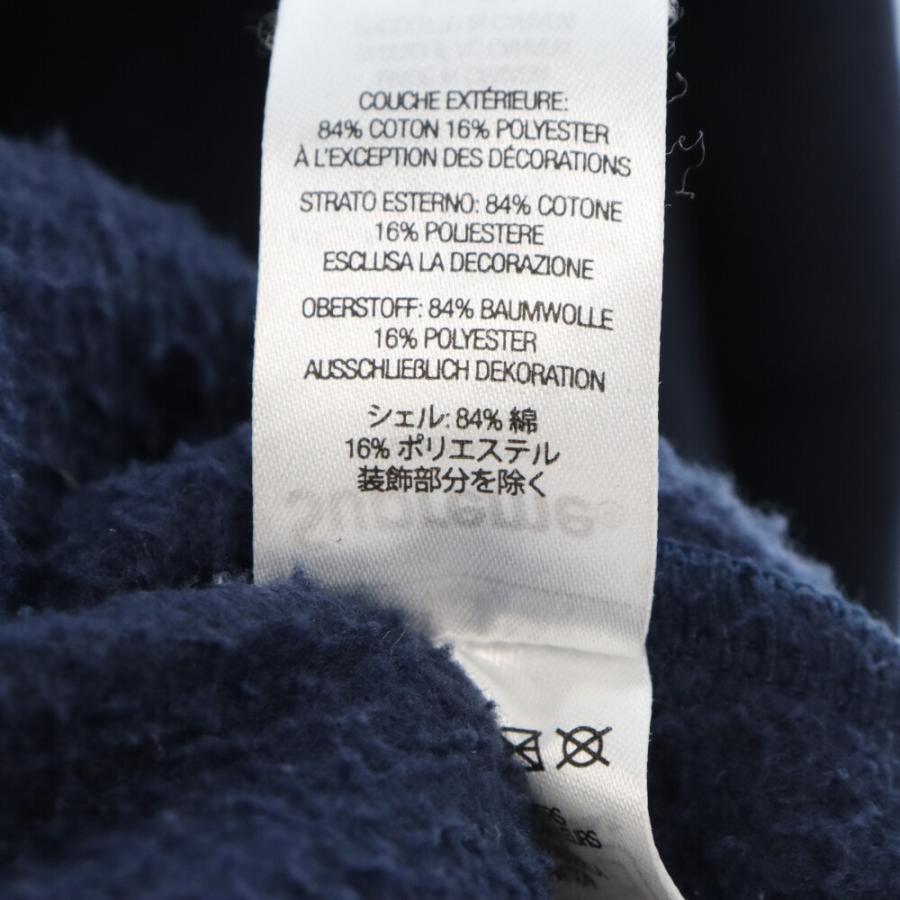 COUCHE EXTÉRIEURE:
84% COTON 16% POLYESTER
À L'EXCEPTION DES DÉCORATIONS
STRATO ESTERNO: 84% COTONE
16% POLIESTERE
ESCLUSA LA DECORAZIONE
OBERSTOFF: 84% BAUMWOLLE
16% POLYESTER
AUSSCHLIEßLICH DEKORATION
シェル: 84% 綿
16% ポリエステル
装飾部分を除く
Supreme